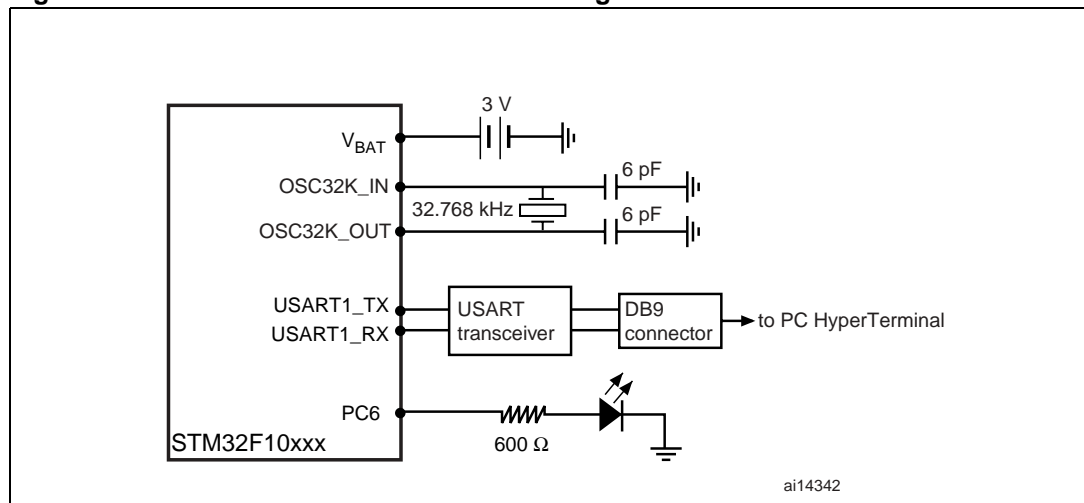 3 V
V_BAT
OSC32K_IN
6 pF
32.768 kHz
OSC32K_OUT
6 pF
USART1_TX
USART1_RX
USART
transceiver
DB9
connector
to PC HyperTerminal
PC6
600 Ω
STM32F10xxx
ai14342